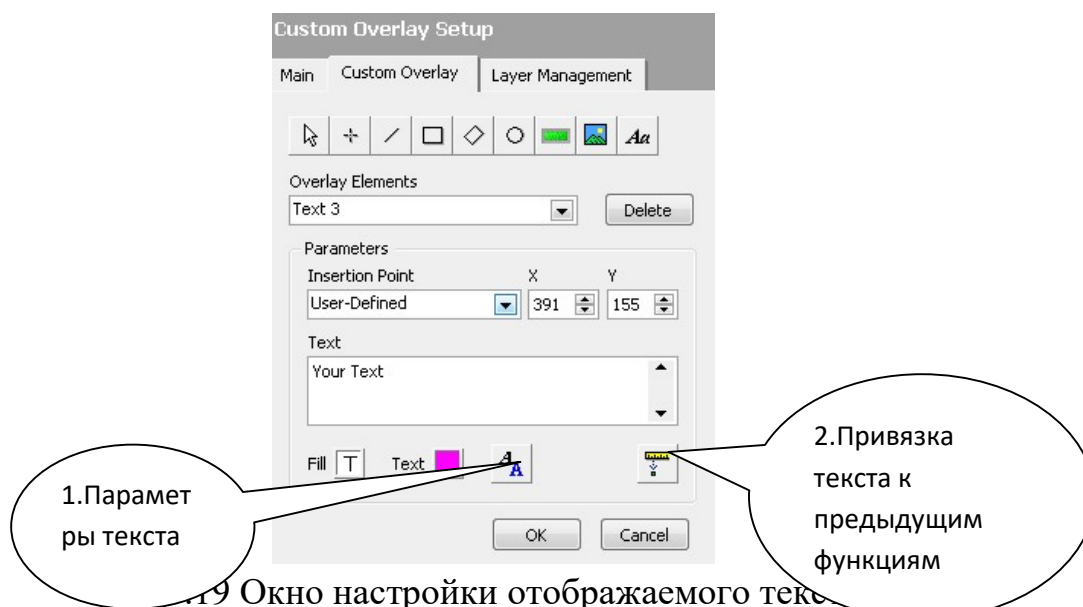 Custom Overlay Setup
Main Custom Overlay Layer Management
Aa
Overlay Elements
Text 3 Delete
Parameters
Insertion Point X Y
User-Defined 391 155
Text
Your Text
Fill T Text A A
OK Cancel
1.Парамет
ры текста
2.Привязка
текста к
предыдущим
функциям
.19 Окно настройки отображаемого